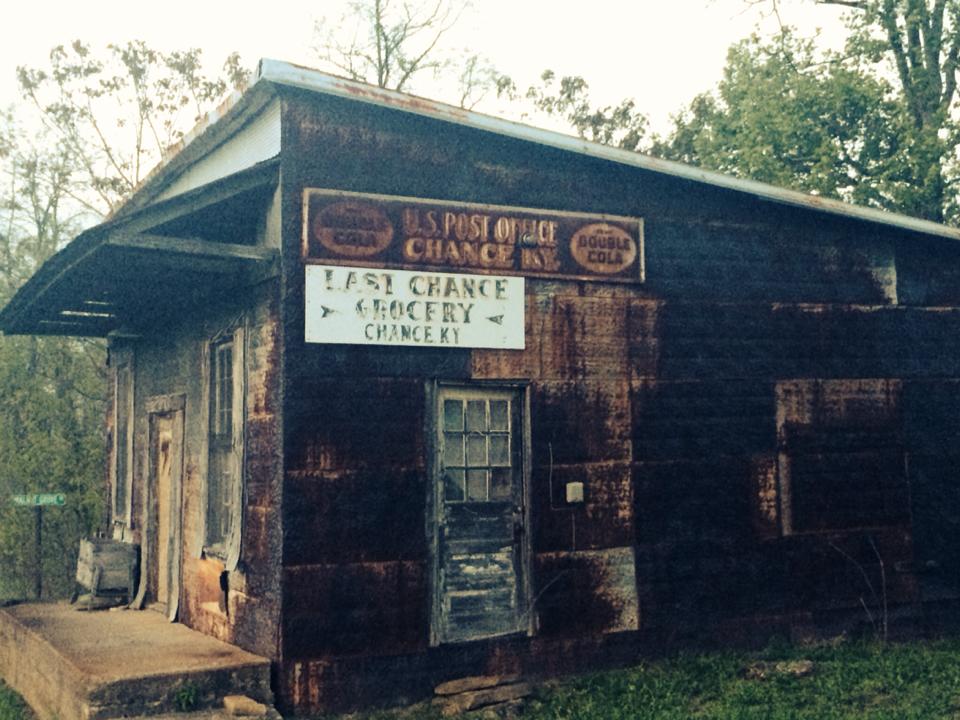 U.S. POST OFFICE
CHANCE KY.
DOUBLE
COLA
DOUBLE
COLA
LAST CHANCE
GROCERY
CHANCE, KY